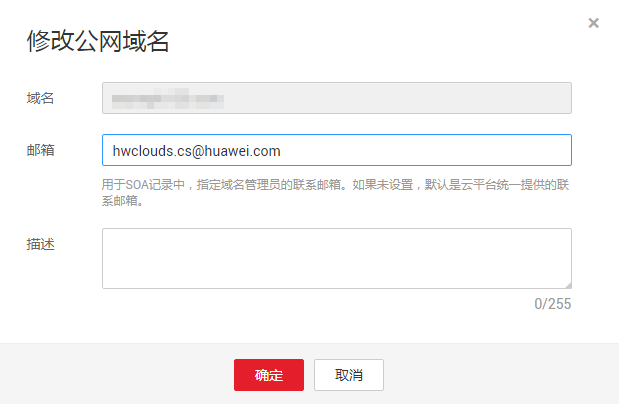 修改公网域名
×
域名
邮箱
hwclouds.cs@huawei.com
用于SOA记录中，指定域名管理员的联系邮箱。如果未设置，默认是云平台统一提供的联
系邮箱。
描述
0/255
确定
取消